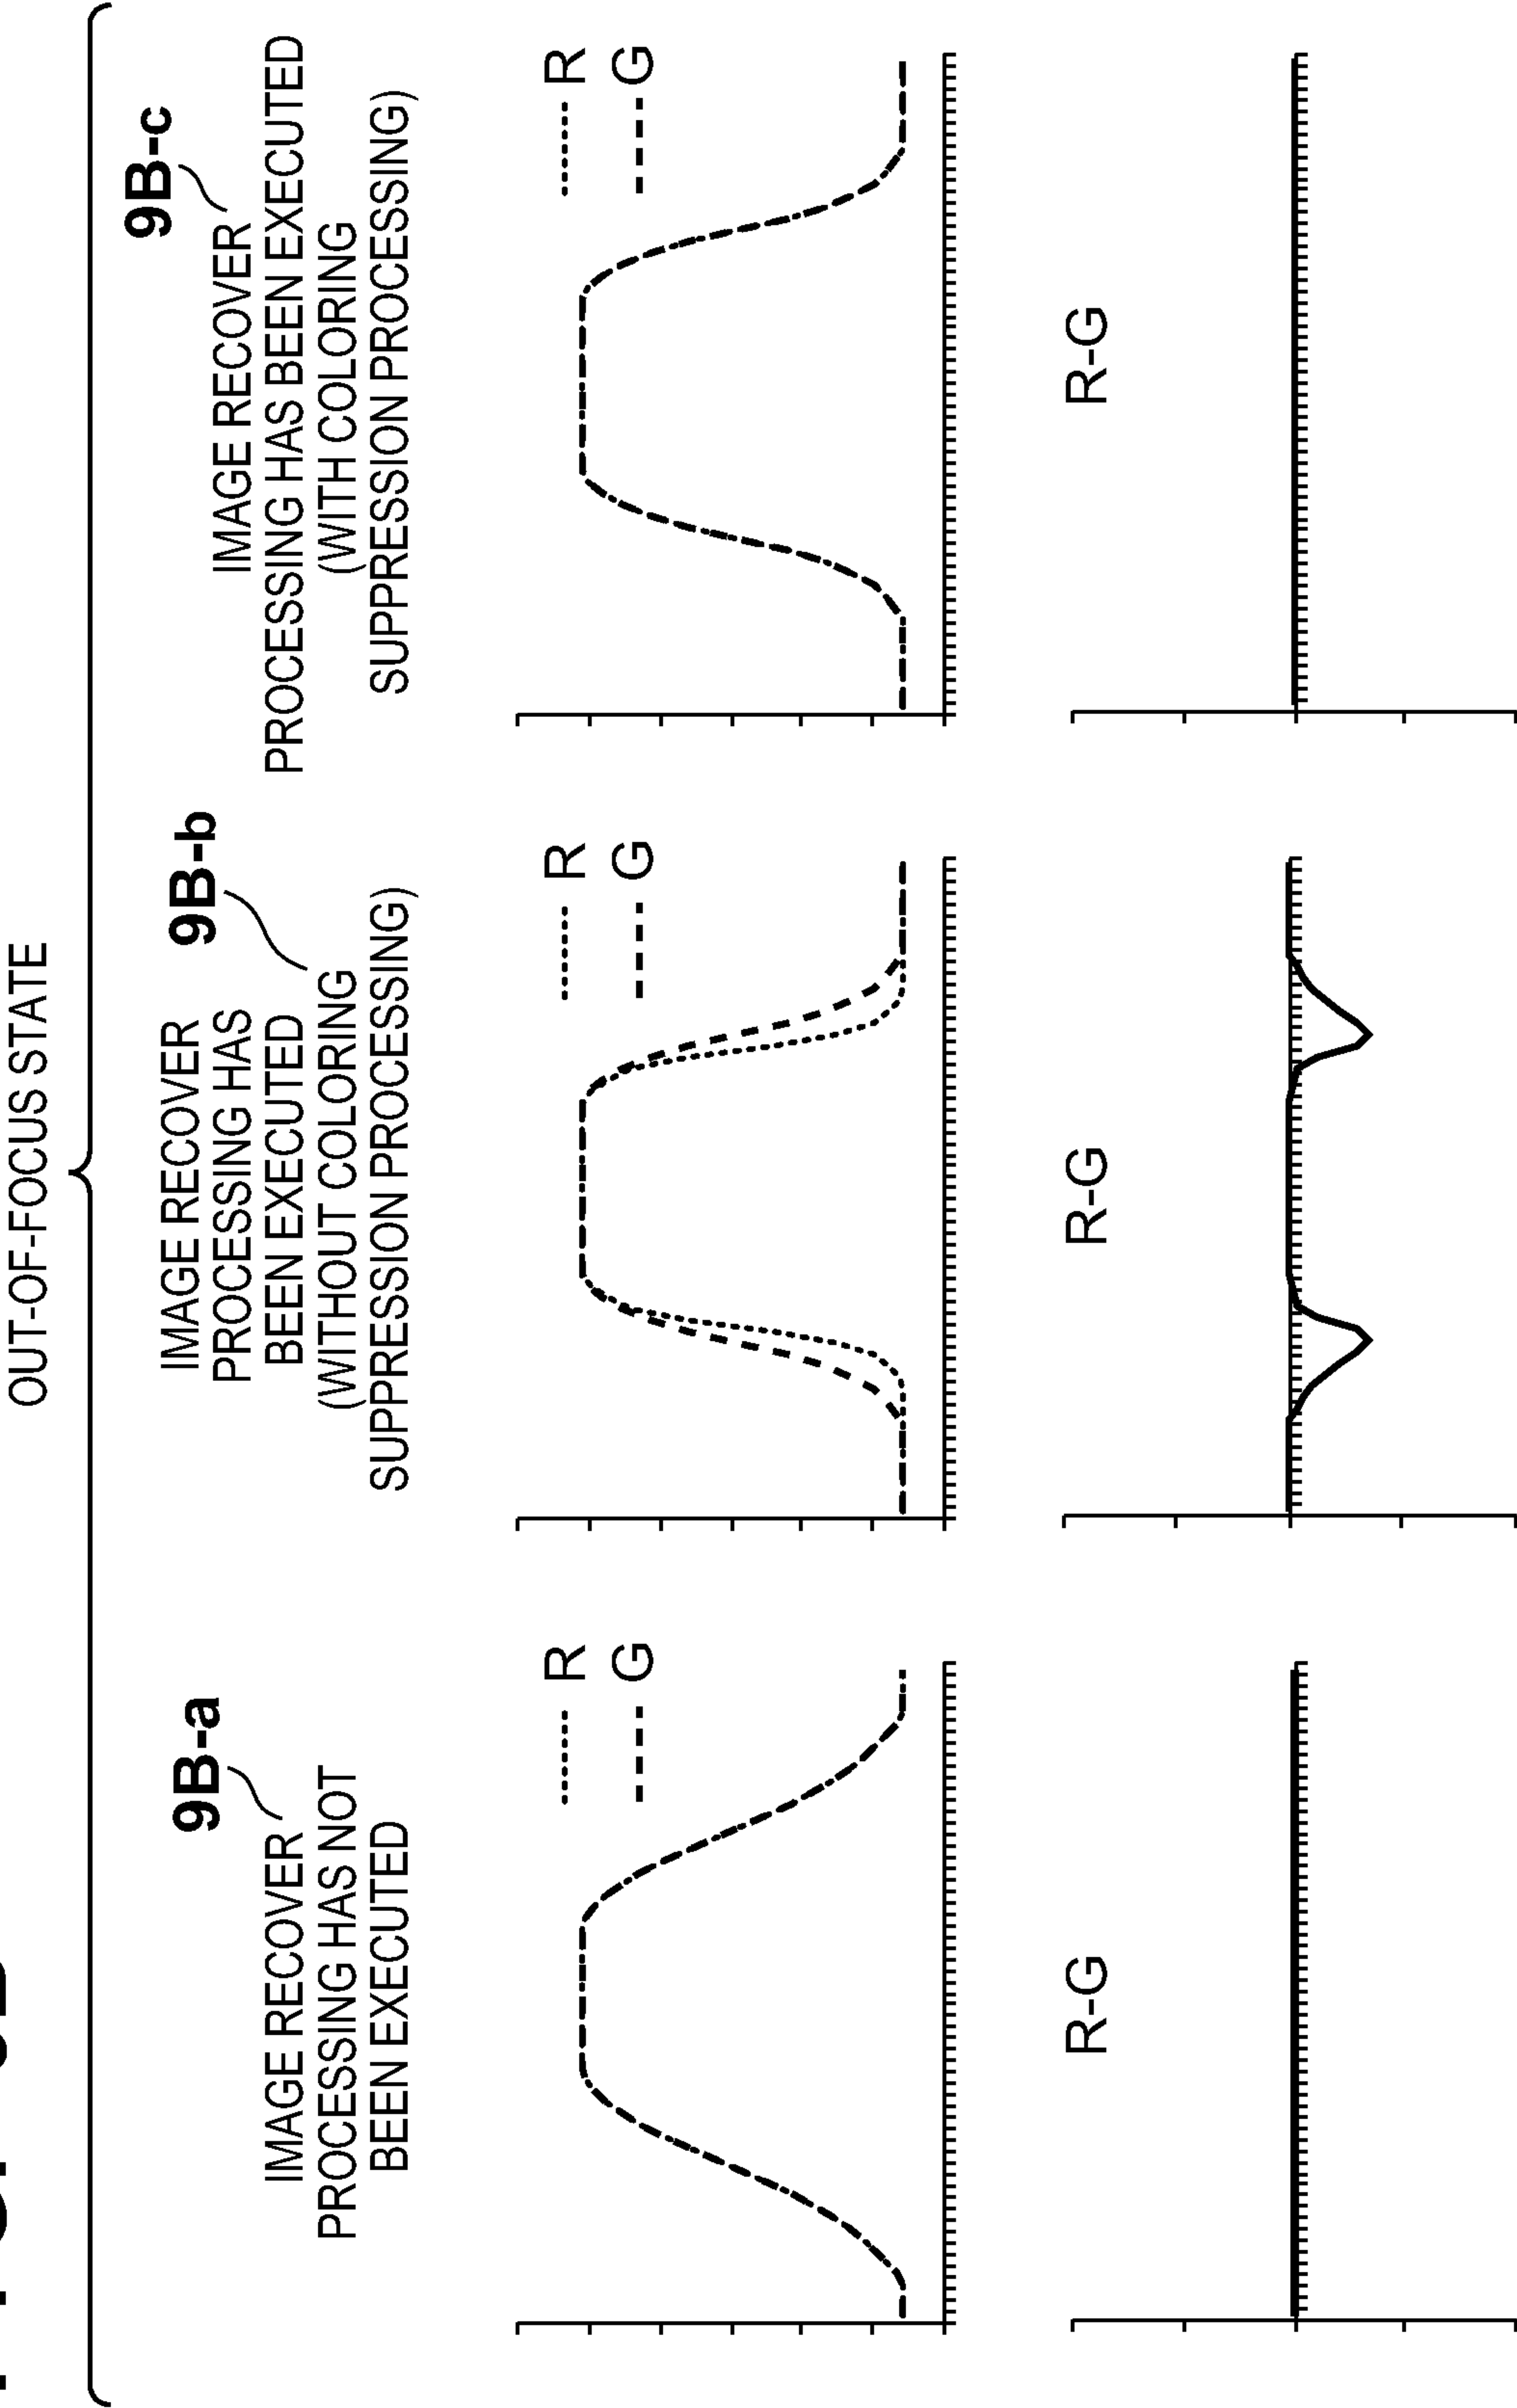 OUT-OF-FOCUS STATE
9B-a
IMAGE RECOVER
PROCESSING HAS NOT
BEEN EXECUTED
R
G
R-G
9B-b
IMAGE RECOVER
PROCESSING HAS
BEEN EXECUTED
(WITHOUT COLORING
SUPPRESSION PROCESSING)
R
G
R-G
9B-c
IMAGE RECOVER
PROCESSING HAS BEEN EXECUTED
(WITH COLORING
SUPPRESSION PROCESSING)
R
G
R-G